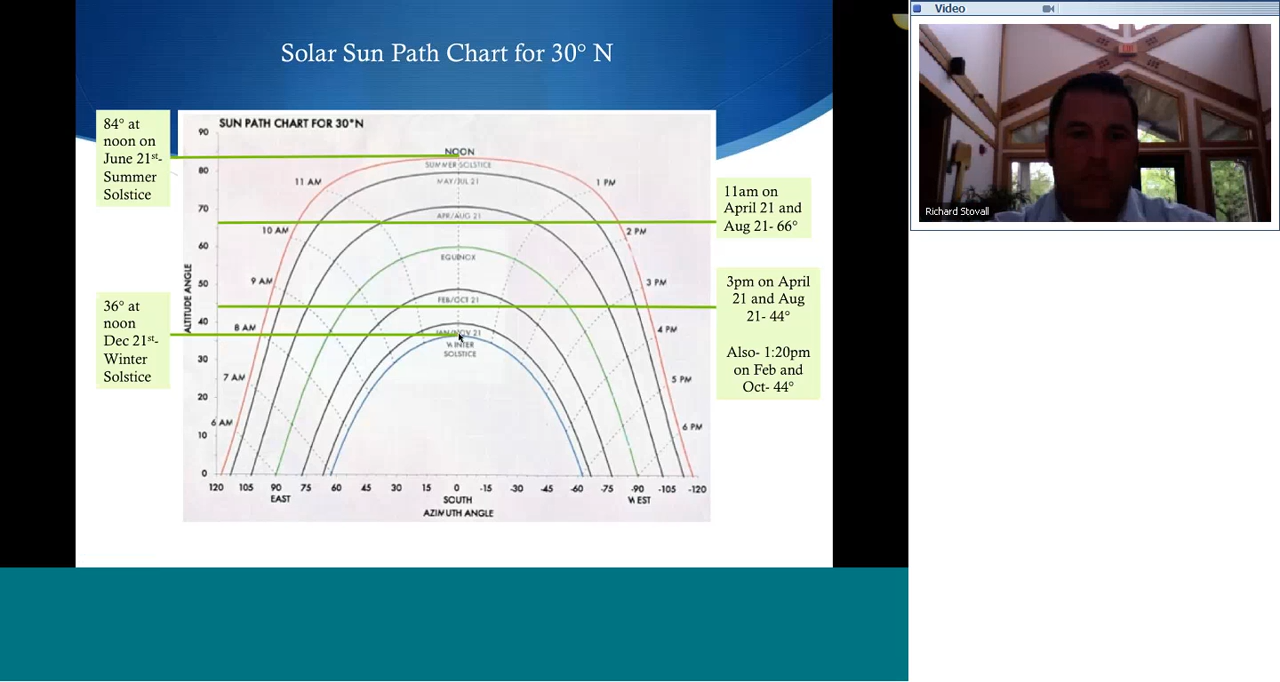 Solar Sun Path Chart for 30° N
84° at
noon on
June 21st-
Summer
Solstice
36° at
noon
Dec 21st-
Winter
Solstice
SUN PATH CHART FOR 30°N
90
80
70
60
50
40
30
20
10
0
ALTITUDE ANGLE
NOON
SUMMER SOLSTICE
MAY/JUL 21
APR/AUG 21
EQUINOX
FEB/OCT 21
JAN/NOV 21
WINTER
SOLSTICE
11 AM
10 AM
9 AM
8 AM
7 AM
6 AM
1 PM
2 PM
3 PM
4 PM
5 PM
6 PM
120 105 90 75 60 45 30 15 0 -15 -30 -45 -60 -75 -90 -105 -120
EAST SOUTH WEST
AZIMUTH ANGLE
11am on
April 21 and
Aug 21- 66°
3pm on April
21 and Aug
21- 44°
Also- 1:20pm
on Feb and
Oct- 44°
Video
Richard Stovall